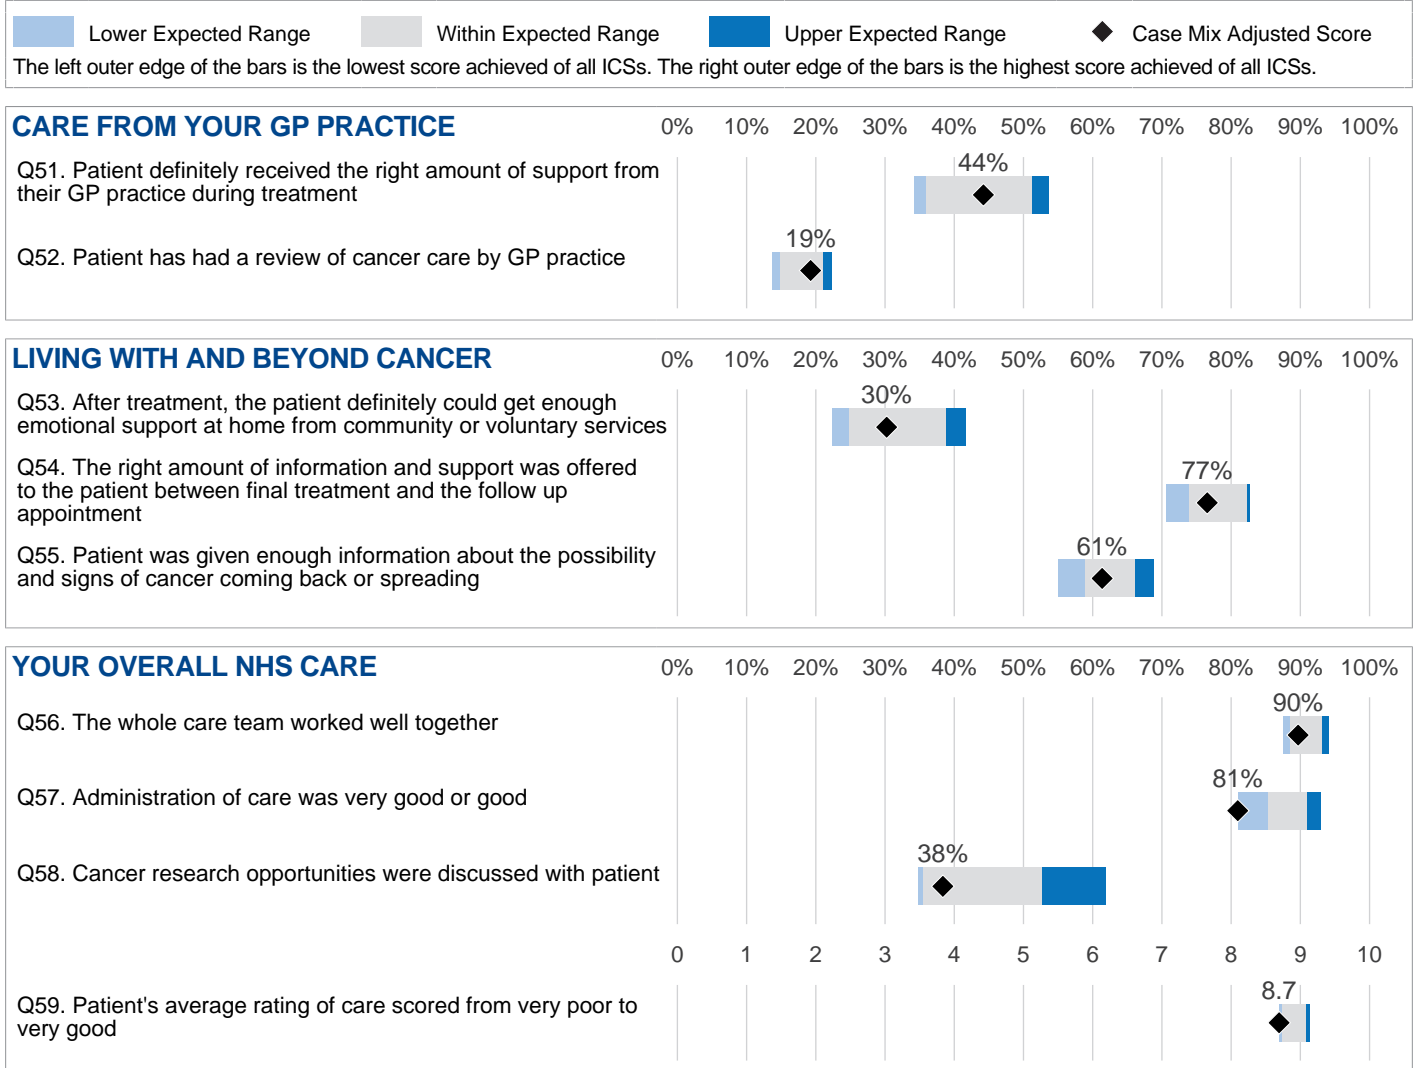 Lower Expected Range Within Expected Range Upper Expected Range Case Mix Adjusted Score
The left outer edge of the bars is the lowest score achieved of all ICSs. The right outer edge of the bars is the highest score achieved of all ICSs.
CARE FROM YOUR GP PRACTICE 0% 10% 20% 30% 40% 50% 60% 70% 80% 90% 100%
44%
Q51. Patient definitely received the right amount of support from
their GP practice during treatment
19%
Q52. Patient has had a review of cancer care by GP practice
LIVING WITH AND BEYOND CANCER 0% 10% 20% 30% 40% 50% 60% 70% 80% 90% 100%
30%
Q53. After treatment, the patient definitely could get enough
emotional support at home from community or voluntary services
77%
Q54. The right amount of information and support was offered
to the patient between final treatment and the follow up
appointment
61%
Q55. Patient was given enough information about the possibility
and signs of cancer coming back or spreading
YOUR OVERALL NHS CARE 0% 10% 20% 30% 40% 50% 60% 70% 80% 90% 100%
90%
Q56. The whole care team worked well together
81%
Q57. Administration of care was very good or good
38%
Q58. Cancer research opportunities were discussed with patient
0 1 2 3 4 5 6 7 8 9 10
8.7
Q59. Patient's average rating of care scored from very poor to
very good